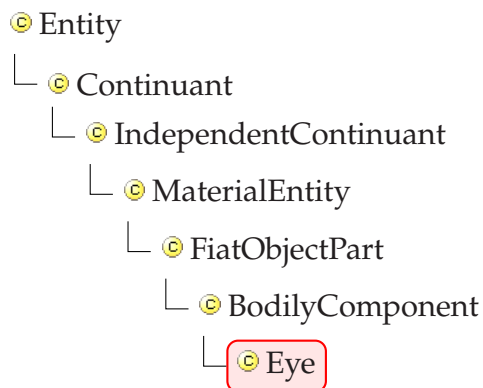 © Entity
© Continuant
© IndependentContinuant
© MaterialEntity
© FiatObjectPart
© BodilyComponent
© Eye